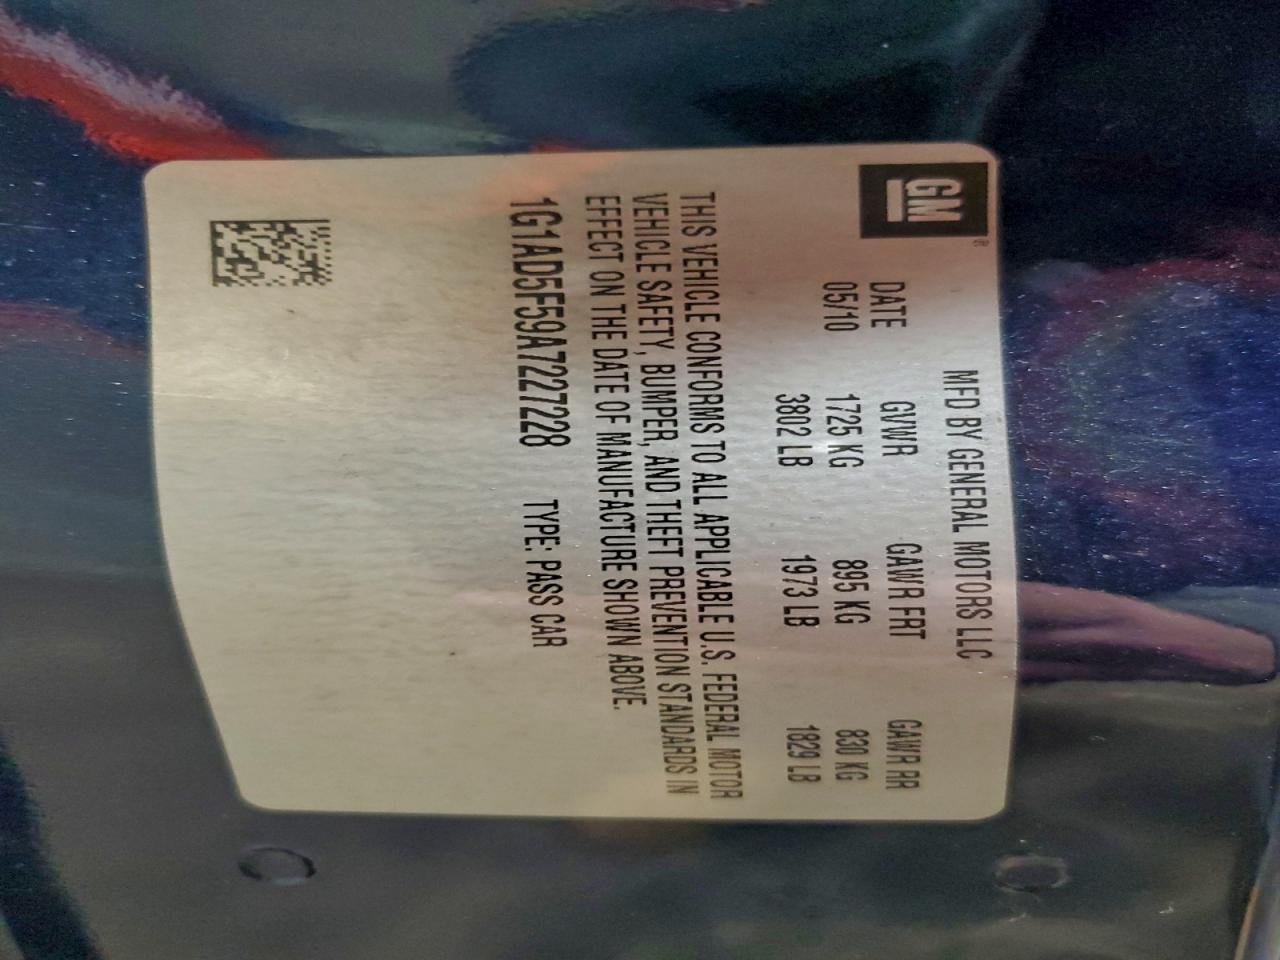 GM®
MFD BY GENERAL MOTORS LLC
DATE GVWR GAWR FRT GAWR RR
05/10 1725 KG 895 KG 830 KG
3802 LB 1973 LB 1829 LB
THIS VEHICLE CONFORMS TO ALL APPLICABLE U.S. FEDERAL MOTOR
VEHICLE SAFETY, BUMPER, AND THEFT PREVENTION STANDARDS IN
EFFECT ON THE DATE OF MANUFACTURE SHOWN ABOVE.
1G1AD5F59A7227228 TYPE: PASS CAR